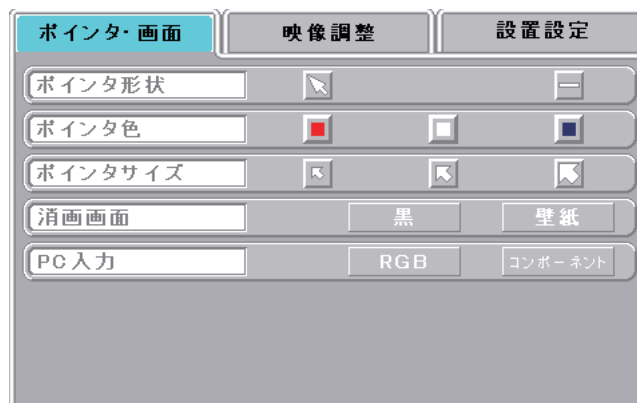 ポインタ・画面 映像調整 設置設定
ポインタ形状
ポインタ色
ポインタサイズ
消画画面 黒 壁紙
PC入力 RGB コンポーネント